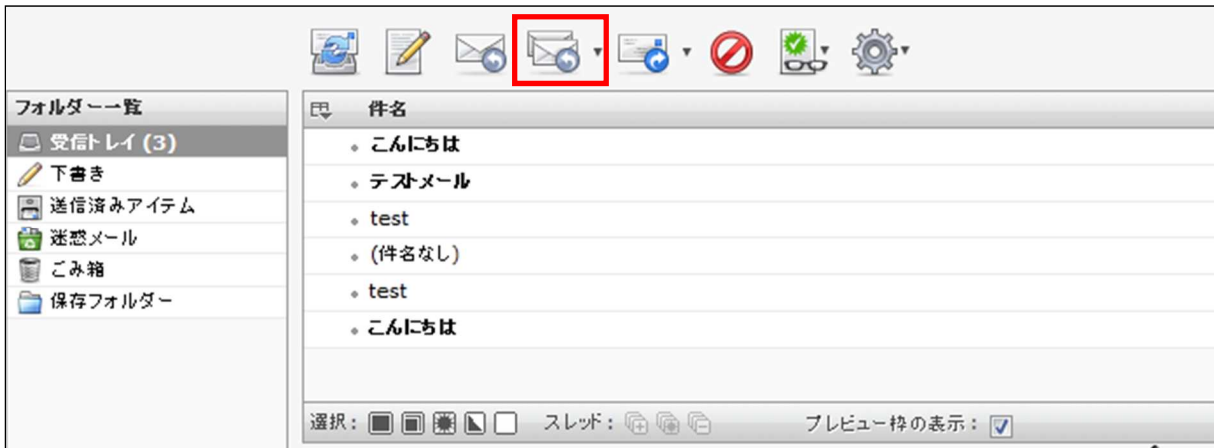 フォルダー一覧
受信トレイ (3)
下書き
送信済みアイテム
迷惑メール
ごみ箱
保存フォルダー
件名
こんにちは
テストメール
test
(件名なし)
test
こんにちは
選択： スレッド： プレビュー枠の表示：